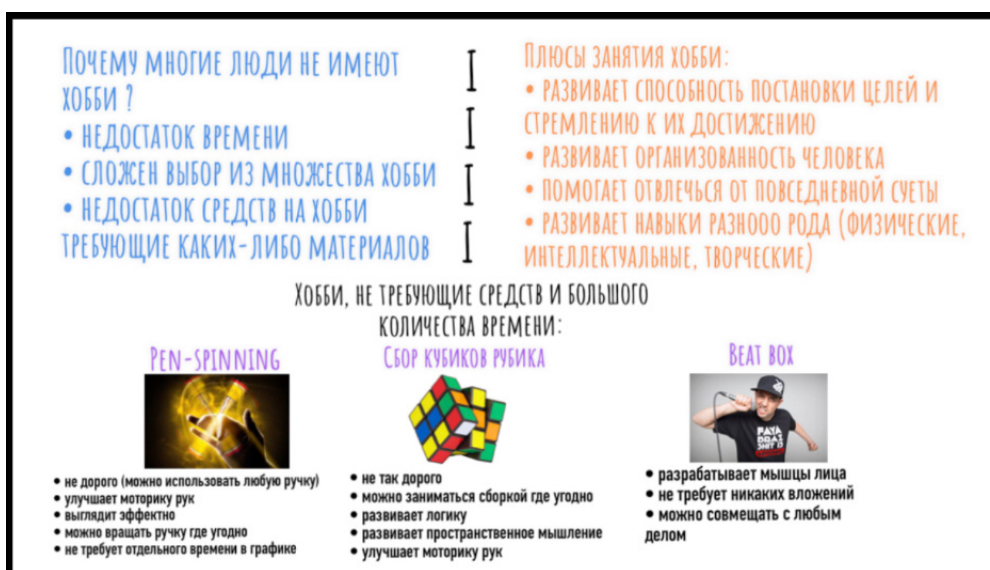 Почему многие люди не имеют
хобби ?
• недостаток времени
• сложен выбор из множества хобби
• недостаток средств на хобби
требующие каких-либо материалов
Плюсы занятия хобби:
• развивает способность постановки целей и
стремлению к их достижению
• развивает организованность человека
• помогает отвлечься от повседневной суеты
• развивает навыки разнооо рода (физические,
интеллектуальные, творческие)
Хобби, не требующие средств и большого
количества времени:
Pen-spinning
• не дорого (можно использовать любую ручку)
• улучшает моторику рук
• выглядит эффектно
• можно вращать ручку где угодно
• не требует отдельного времени в графике
Сбор кубиков рубика
• не так дорого
• можно заниматься сборкой где угодно
• развивает логику
• развивает пространственное мышление
• улучшает моторику рук
Beat box
• разрабатывает мышцы лица
• не требует никаких вложений
• можно совмещать с любым
делом